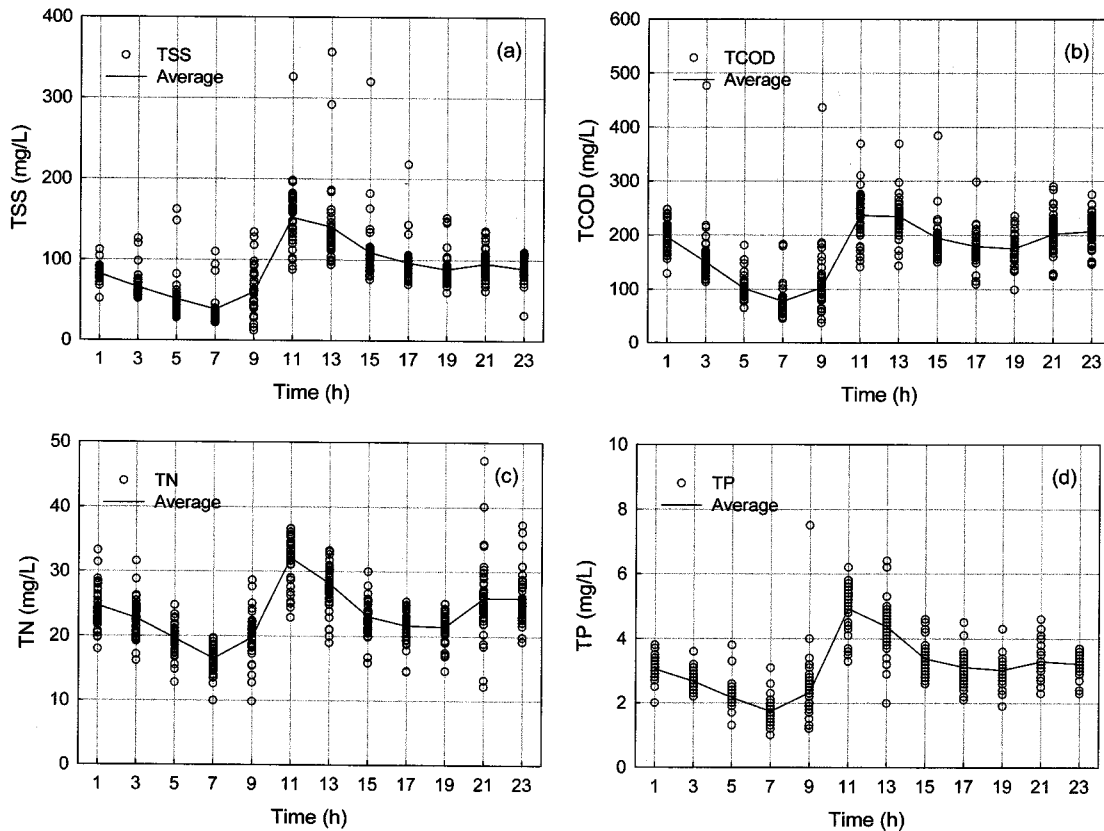 400
300
200
100
0
TSS (mg/L)
TSS
Average
(a)
1 3 5 7 9 11 13 15 17 19 21 23
Time (h)
600
500
400
300
200
100
0
TCOD (mg/L)
TCOD
Average
(b)
1 3 5 7 9 11 13 15 17 19 21 23
Time (h)
50
40
30
20
10
0
TN (mg/L)
TN
Average
(c)
1 3 5 7 9 11 13 15 17 19 21 23
Time (h)
10
8
6
4
2
0
TP (mg/L)
TP
Average
(d)
1 3 5 7 9 11 13 15 17 19 21 23
Time (h)